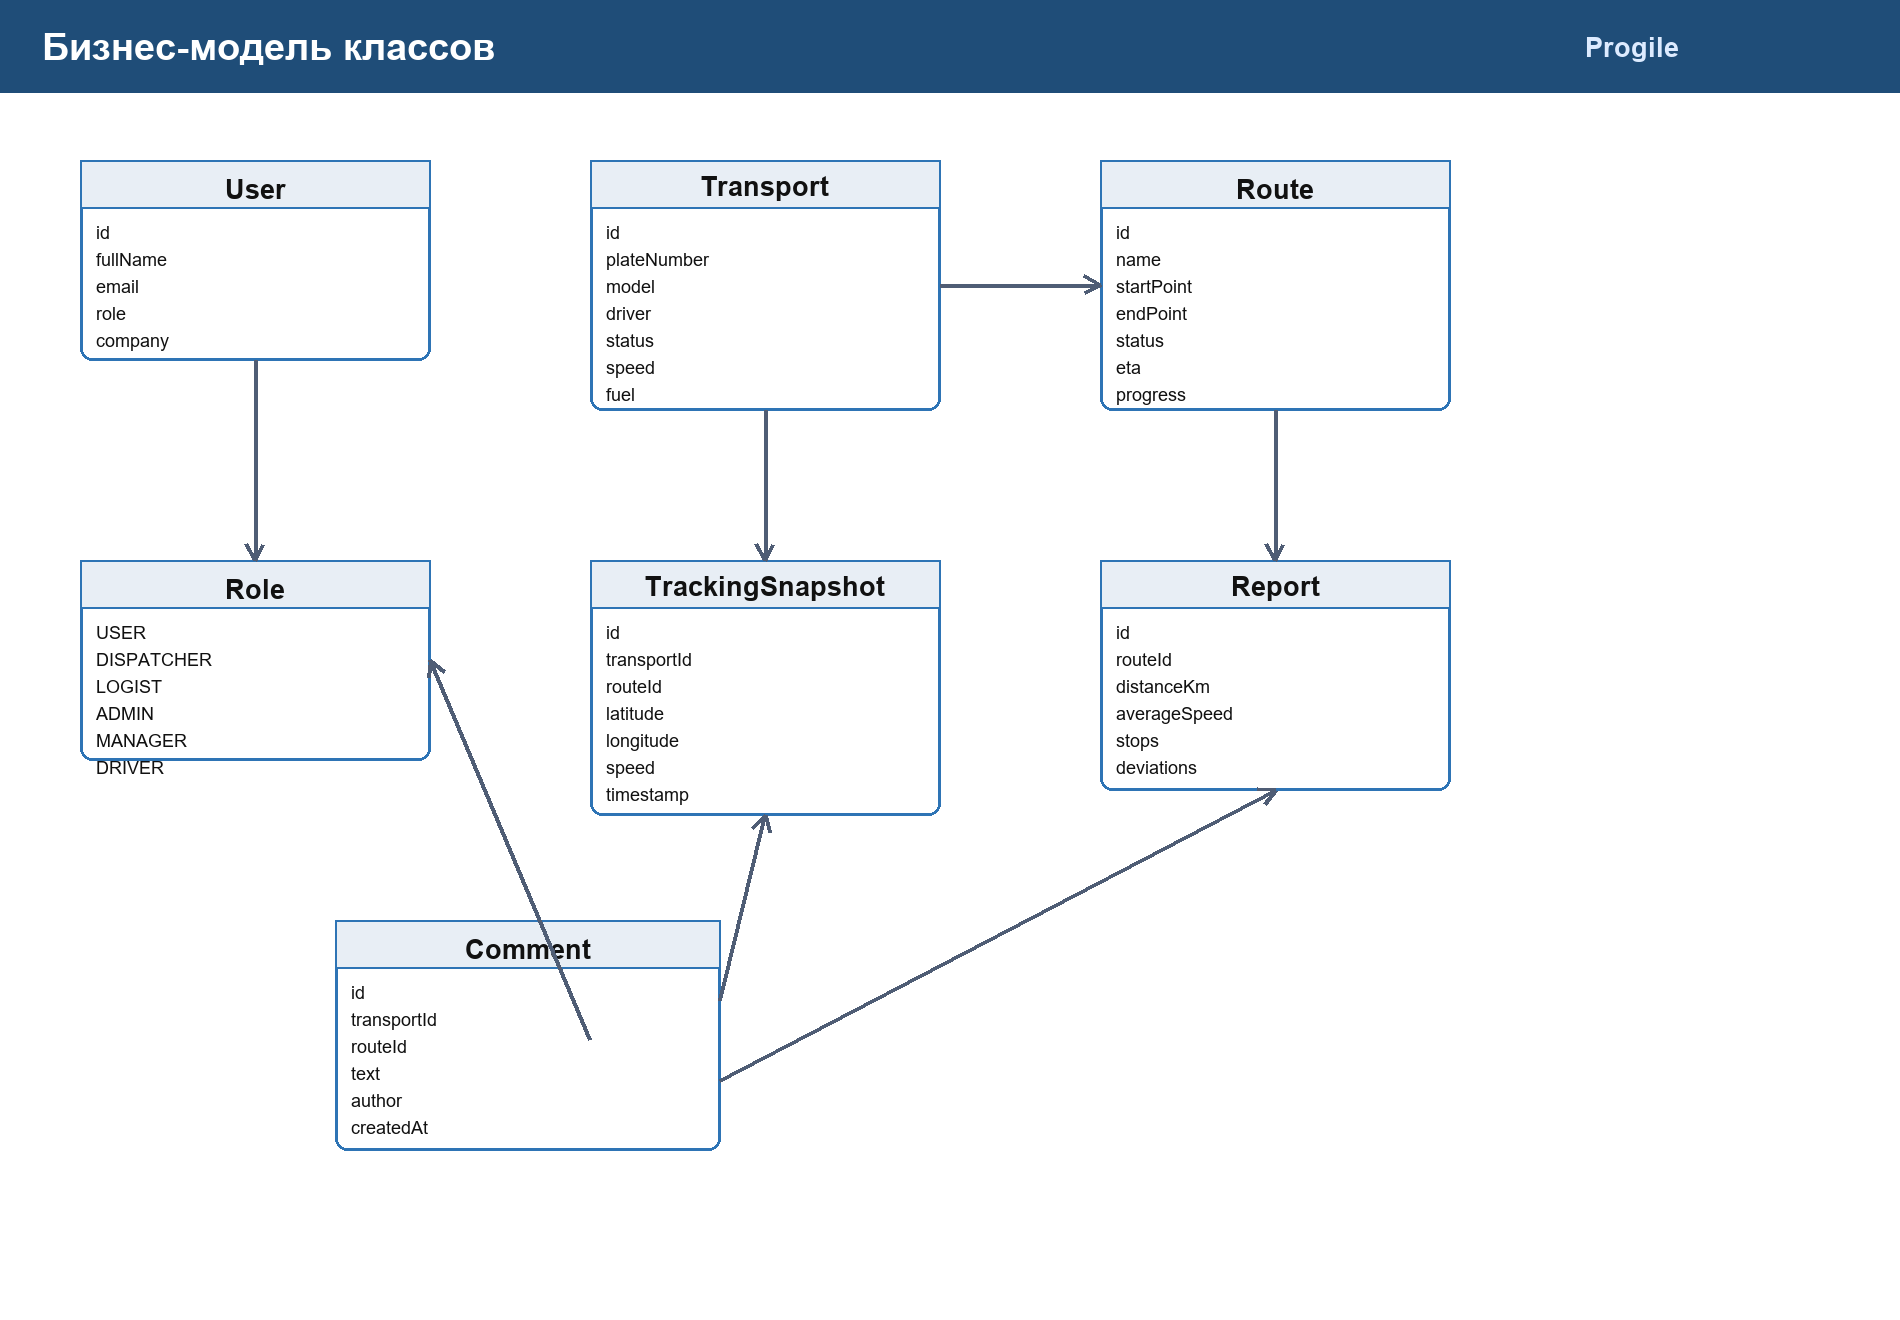 Бизнес-модель классов
Progile
User
id
fullName
email
role
company
Transport
id
plateNumber
model
driver
status
speed
fuel
Route
id
name
startPoint
endPoint
status
eta
progress
Role
USER
DISPATCHER
LOGIST
ADMIN
MANAGER
DRIVER
TrackingSnapshot
id
transportId
routeId
latitude
longitude
speed
timestamp
Report
id
routeId
distanceKm
averageSpeed
stops
deviations
Comment
id
transportId
routeId
text
author
createdAt